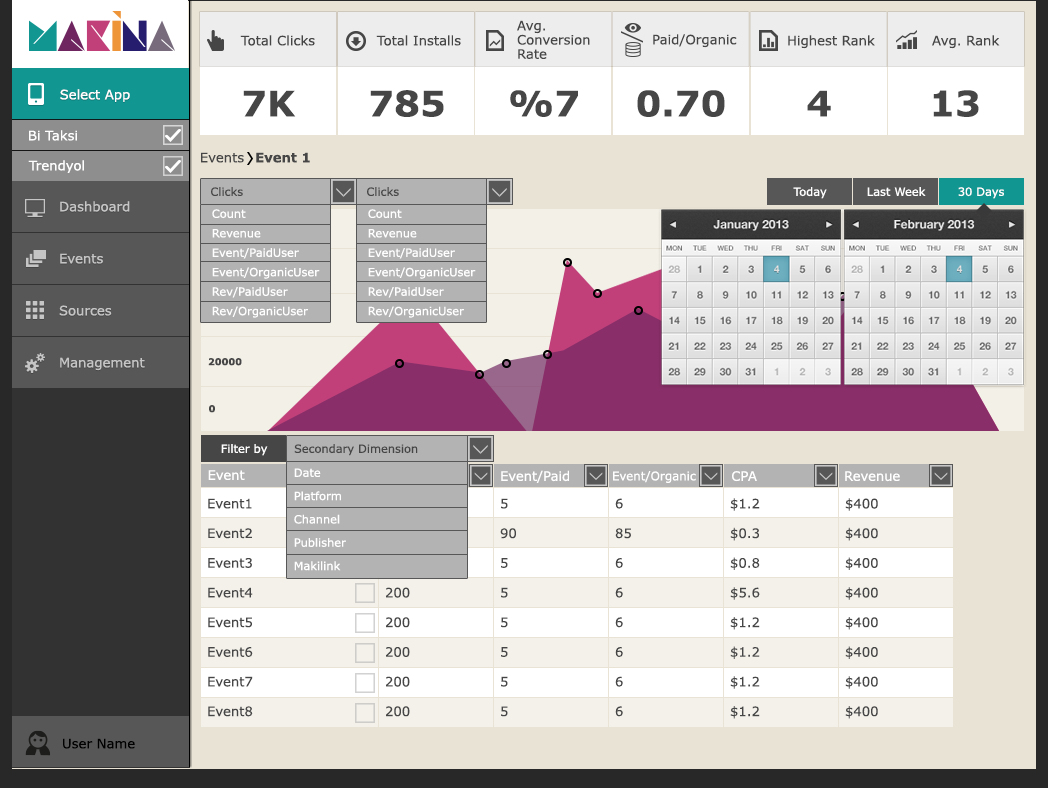 MAKINA
Select App
Bi Taksi
Trendyol
Dashboard
Events
Sources
Management
User Name
Total Clicks
7K
Total Installs
785
Avg.
Conversion
Rate
%7
Paid/Organic
0.70
Highest Rank
4
Avg. Rank
13
Events ❯ Event 1
Today Last Week 30 Days
Clicks
Count
Revenue
Event/PaidUser
Event/OrganicUser
Rev/PaidUser
Rev/OrganicUser
Clicks
Count
Revenue
Event/PaidUser
Event/OrganicUser
Rev/PaidUser
Rev/OrganicUser
20000
0
January 2013
MON TUE WED THU FRI SAT SUN
28 1 2 3 4 5 6
7 8 9 10 11 12 13
14 15 16 17 18 19 20
21 22 23 24 25 26 27
28 29 30 31 1 2 3
February 2013
MON TUE WED THU FRI SAT SUN
28 1 2 3 4 5 6
7 8 9 10 11 12 13
14 15 16 17 18 19 20
21 22 23 24 25 26 27
28 29 30 31 1 2 3
Filter by
Secondary Dimension
Date
Platform
Channel
Publisher
Makilink
Event Event/Paid Event/Organic CPA Revenue
Event1 5 6 $1.2 $400
Event2 90 85 $0.3 $400
Event3 5 6 $0.8 $400
Event4 200 5 6 $5.6 $400
Event5 200 5 6 $1.2 $400
Event6 200 5 6 $1.2 $400
Event7 200 5 6 $1.2 $400
Event8 200 5 6 $1.2 $400